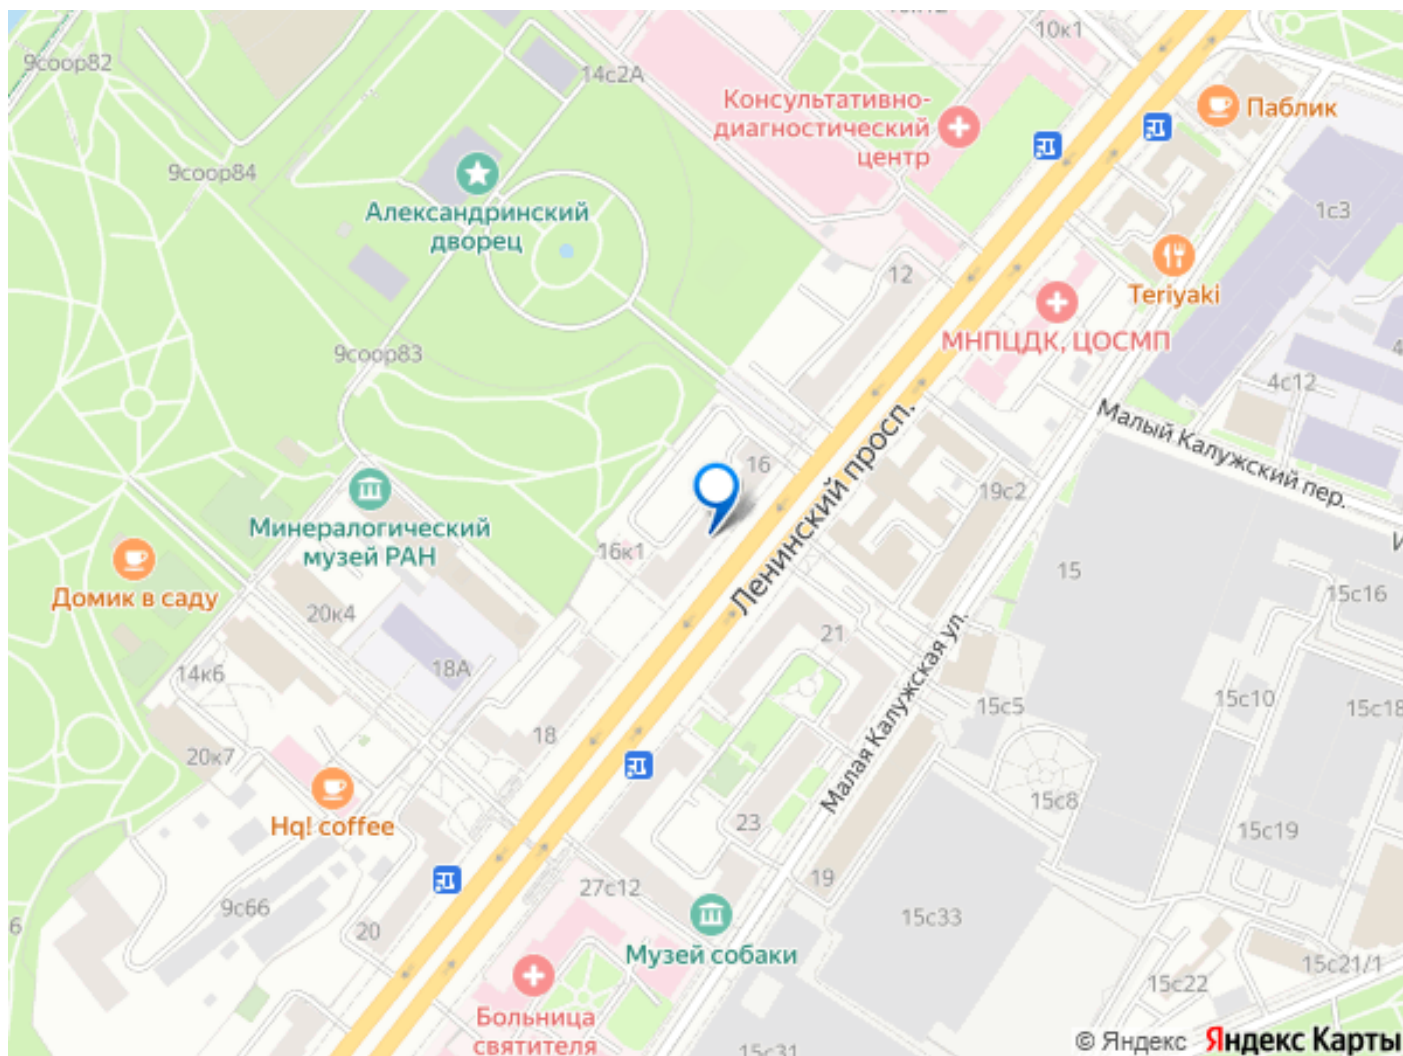 10к1
9соор82
14с2А
Консультативно-
диагностический
центр
Паблик
9соор84
Александринский
дворец
1с3
12
Teriyaki
МНПЦДК, ЦОСМП
9соор83
4с12
Малый Калужский пер.
Ленинский просп.
16
19с2
Минералогический
музей РАН
16к1
15
Домик в саду
20к4
15с16
21
Малая Калужская ул.
14к6
18А
15с10
15с5
15с18
18
20к7
15с8
Hq! coffee
23
15с19
19
27с12
9с66
15с33
20
Музей собаки
15с21/1
15с22
Больница
святителя
15с31
© Яндекс Яндекс Карты